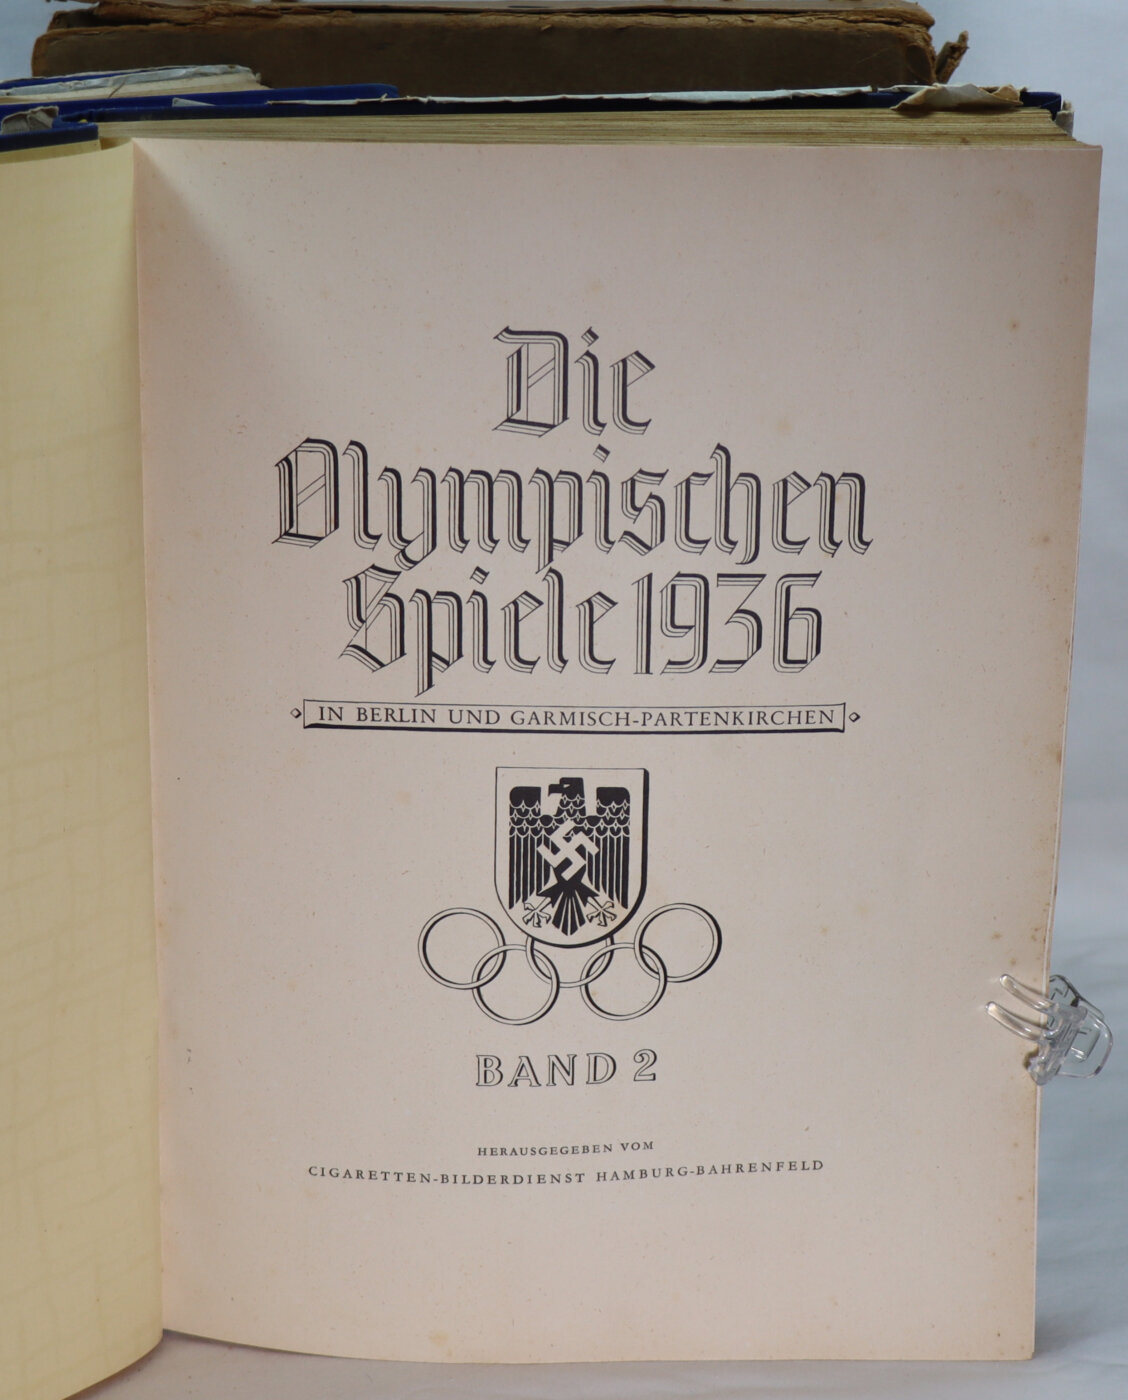 Die
Olympischen
Spiele 1936
IN BERLIN UND GARMISCH-PARTENKIRCHEN
BAND 2
HERAUSGEGEBEN VOM
CIGARETTEN-BILDERDIENST HAMBURG-BAHRENFELD